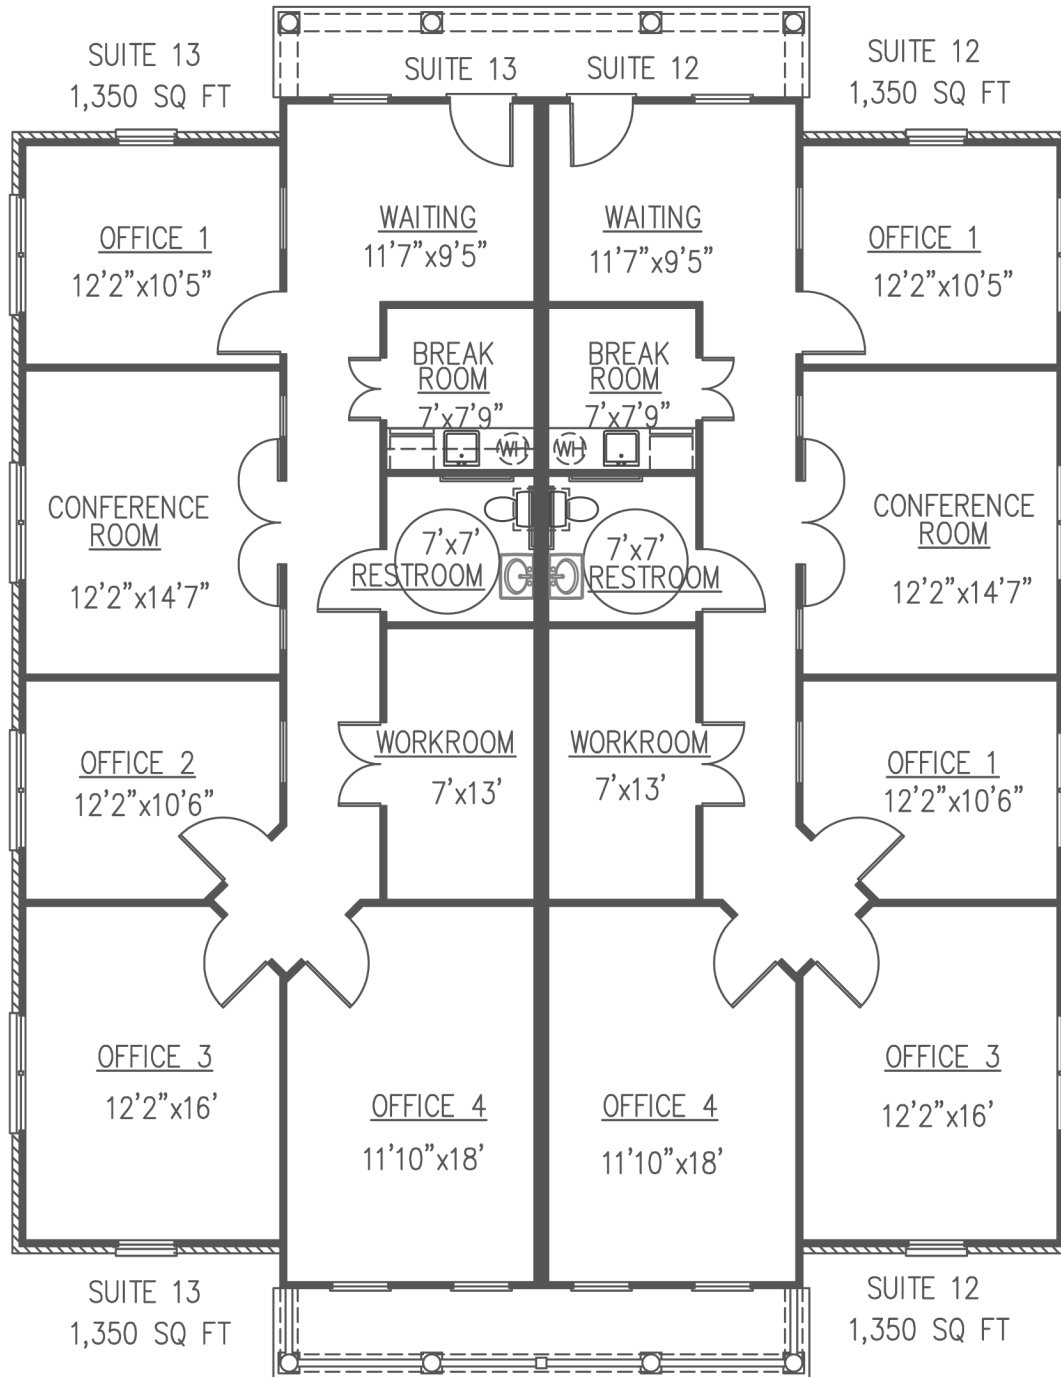 SUITE 13
1,350 SQ FT
SUITE 13
SUITE 12
SUITE 12
1,350 SQ FT
OFFICE 1
12'2"x10'5"
WAITING
11'7"x9'5"
WAITING
11'7"x9'5"
OFFICE 1
12'2"x10'5"
BREAK
ROOM
7'x7'9"
WH
BREAK
ROOM
7'x7'9"
WH
CONFERENCE
ROOM
12'2"x14'7"
7'x7'
RESTROOM
7'x7'
RESTROOM
CONFERENCE
ROOM
12'2"x14'7"
OFFICE 2
12'2"x10'6"
WORKROOM
7'x13'
WORKROOM
7'x13'
OFFICE 1
12'2"x10'6"
OFFICE 3
12'2"x16'
OFFICE 4
11'10"x18'
OFFICE 4
11'10"x18'
OFFICE 3
12'2"x16'
SUITE 13
1,350 SQ FT
SUITE 12
1,350 SQ FT